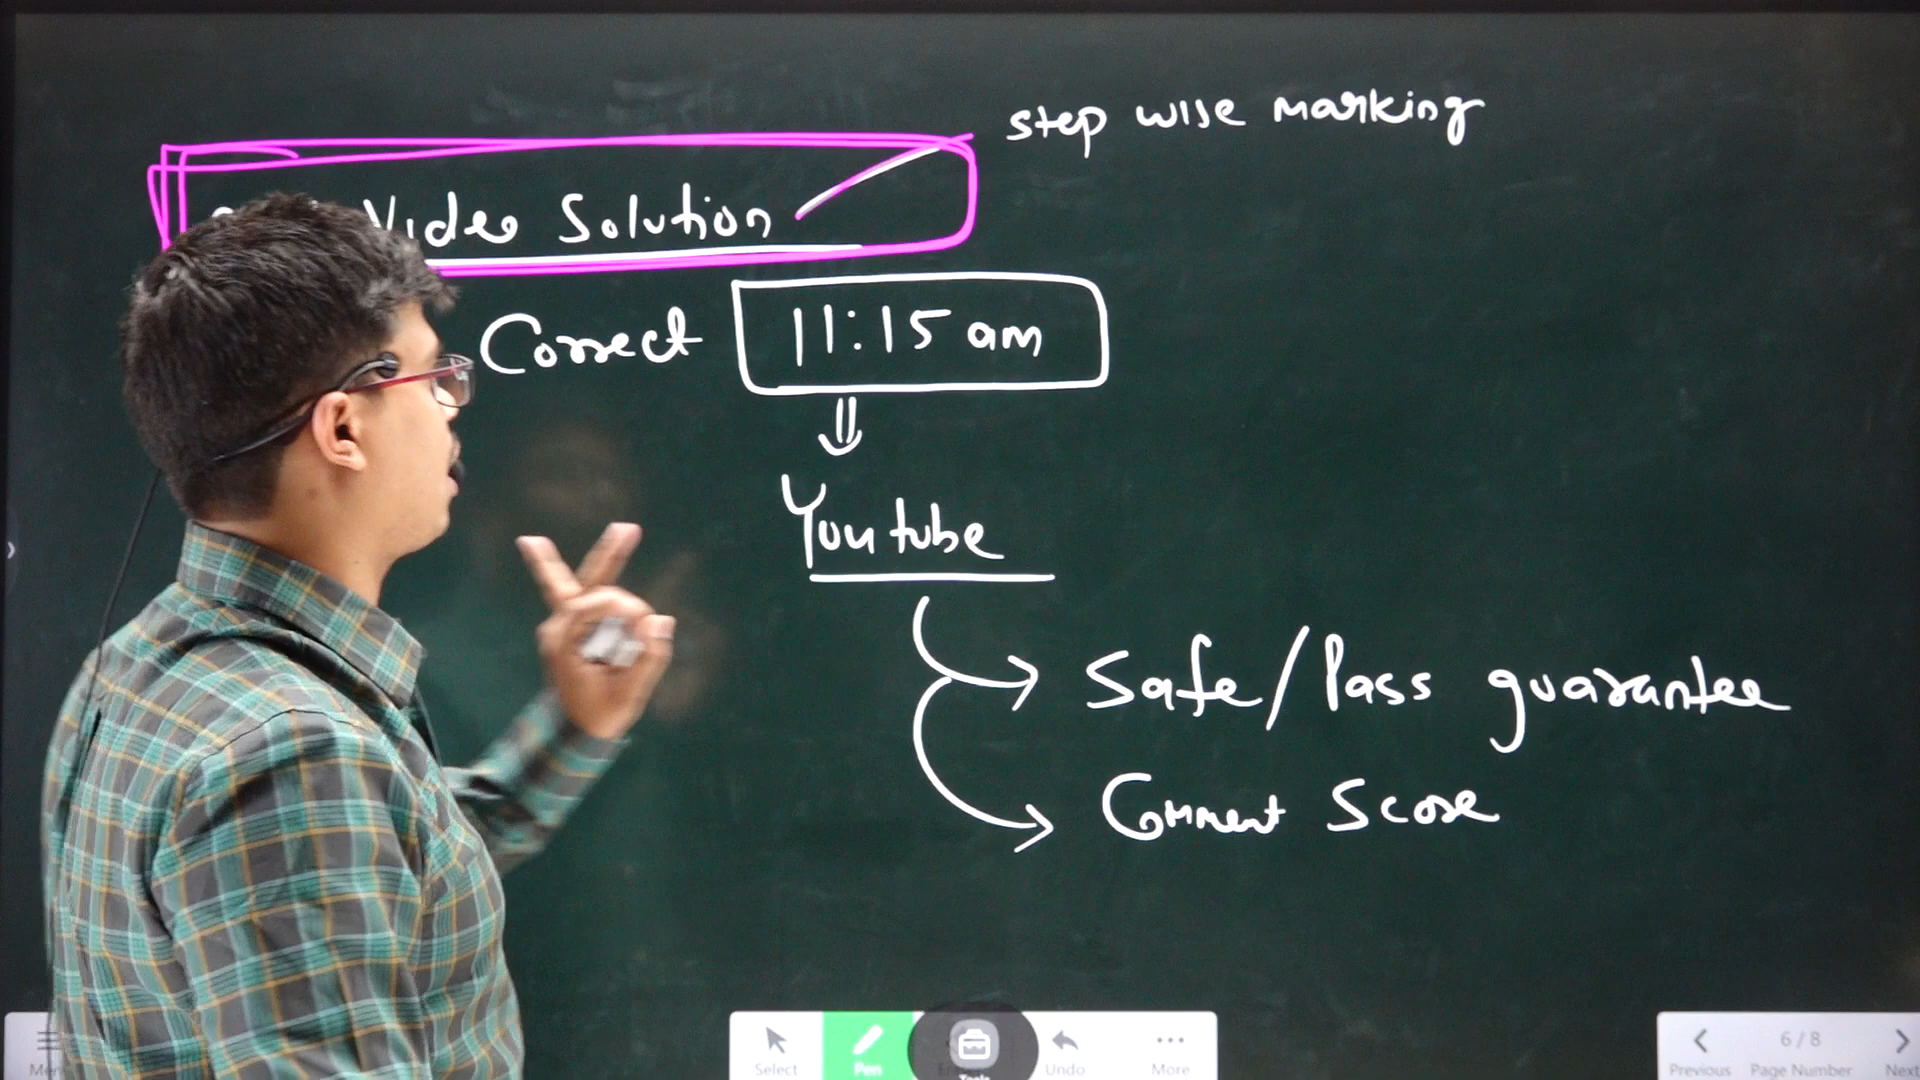 step wise marking
Video Solution
Correct 11:15 am
Youtube
Safe/Pass guarantee
Comment Score
Select Pen Undo More
6/8
Previous Page Number Next